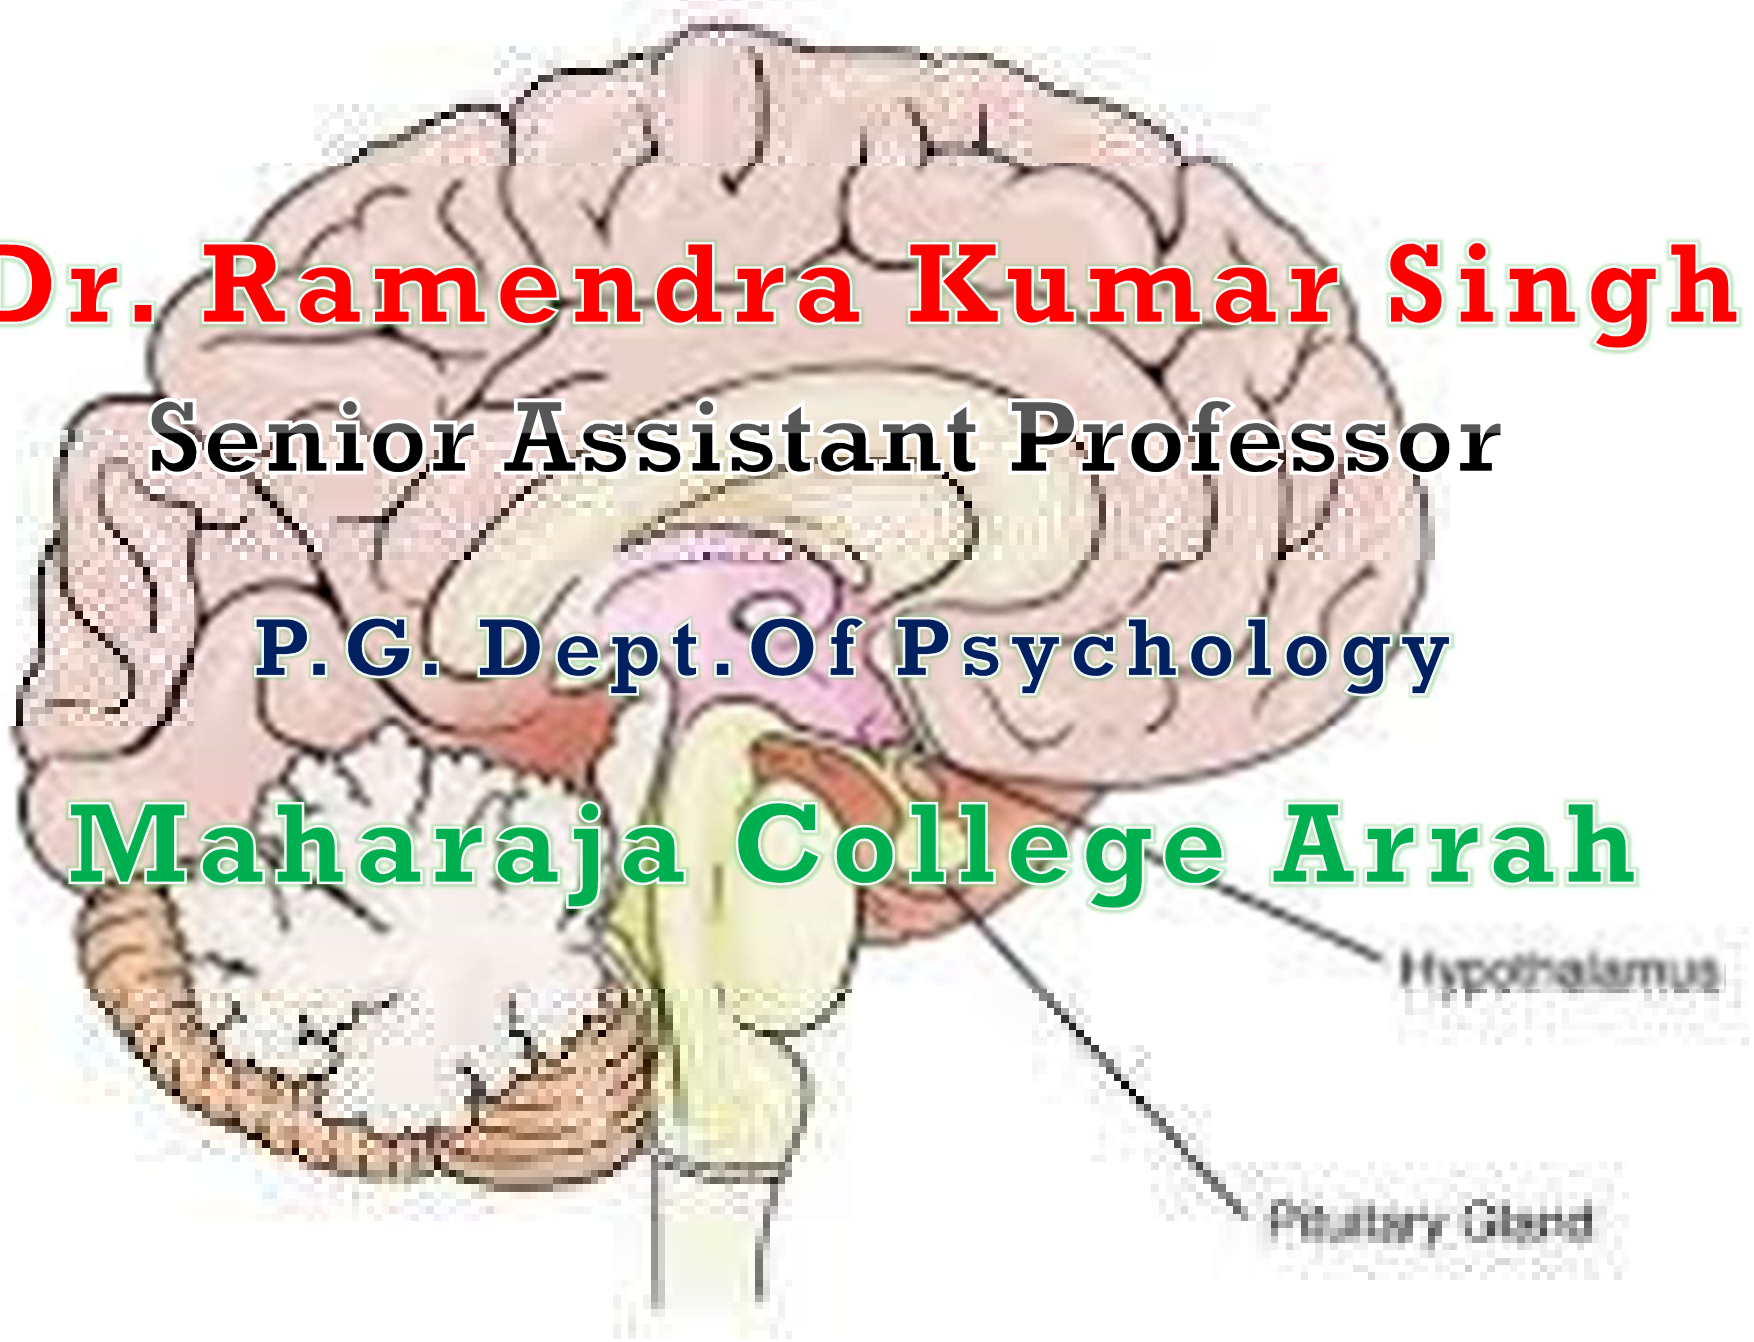 Dr. Ramendra Kumar Singh
Senior Assistant Professor
P.G. Dept.Of Psychology
Maharaja College Arrah
Hypothalamus
Pituitary Gland